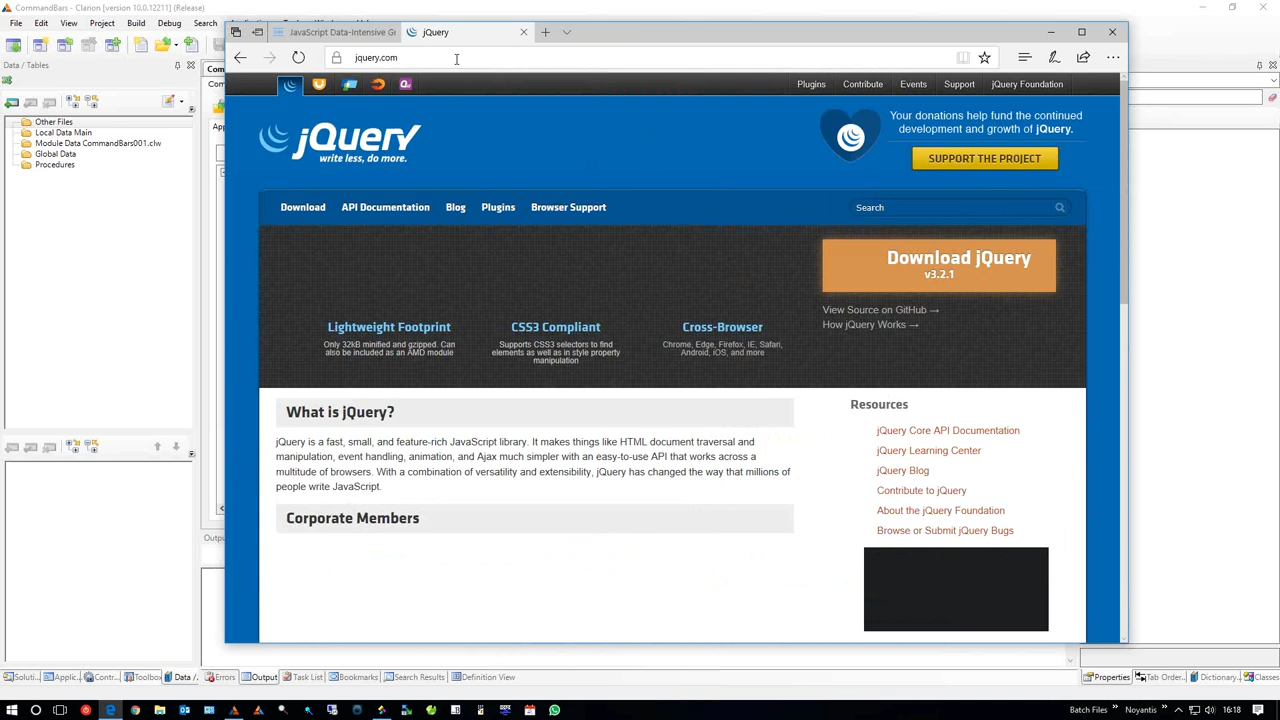 CommandBars - Clarion [version 10.0.12211] (Release)
File Edit View Project Build Debug Search
Data / Tables
Other Files
Local Data Main
Module Data CommandBars001.clw
Global Data
Procedures
JavaScript Data-Intensive Gr
jQuery
jquery.com
Plugins Contribute Events Support jQuery Foundation
jQuery
write less, do more.
Your donations help fund the continued
development and growth of jQuery.
SUPPORT THE PROJECT
Download API Documentation Blog Plugins Browser Support
Search
Download jQuery
v3.2.1
View Source on GitHub →
How jQuery Works →
Lightweight Footprint
Only 32kB minified and gzipped. Can
also be included as an AMD module
CSS3 Compliant
Supports CSS3 selectors to find
elements as well as in style property
manipulation
Cross-Browser
Chrome, Edge, Firefox, IE, Safari,
Android, iOS, and more
What is jQuery?
jQuery is a fast, small, and feature-rich JavaScript library. It makes things like HTML document traversal and
manipulation, event handling, animation, and Ajax much simpler with an easy-to-use API that works across a
multitude of browsers. With a combination of versatility and extensibility, jQuery has changed the way that millions of
people write JavaScript.
Corporate Members
Resources
jQuery Core API Documentation
jQuery Learning Center
jQuery Blog
Contribute to jQuery
About the jQuery Foundation
Browse or Submit jQuery Bugs
Outpu
Soluti... Applic... Contr... Toolbox Data /... Errors Output Task List Bookmarks Search Results Definition View Properties Tab Order... Dictionary... Classes
Batch Files Noyantis 16:18